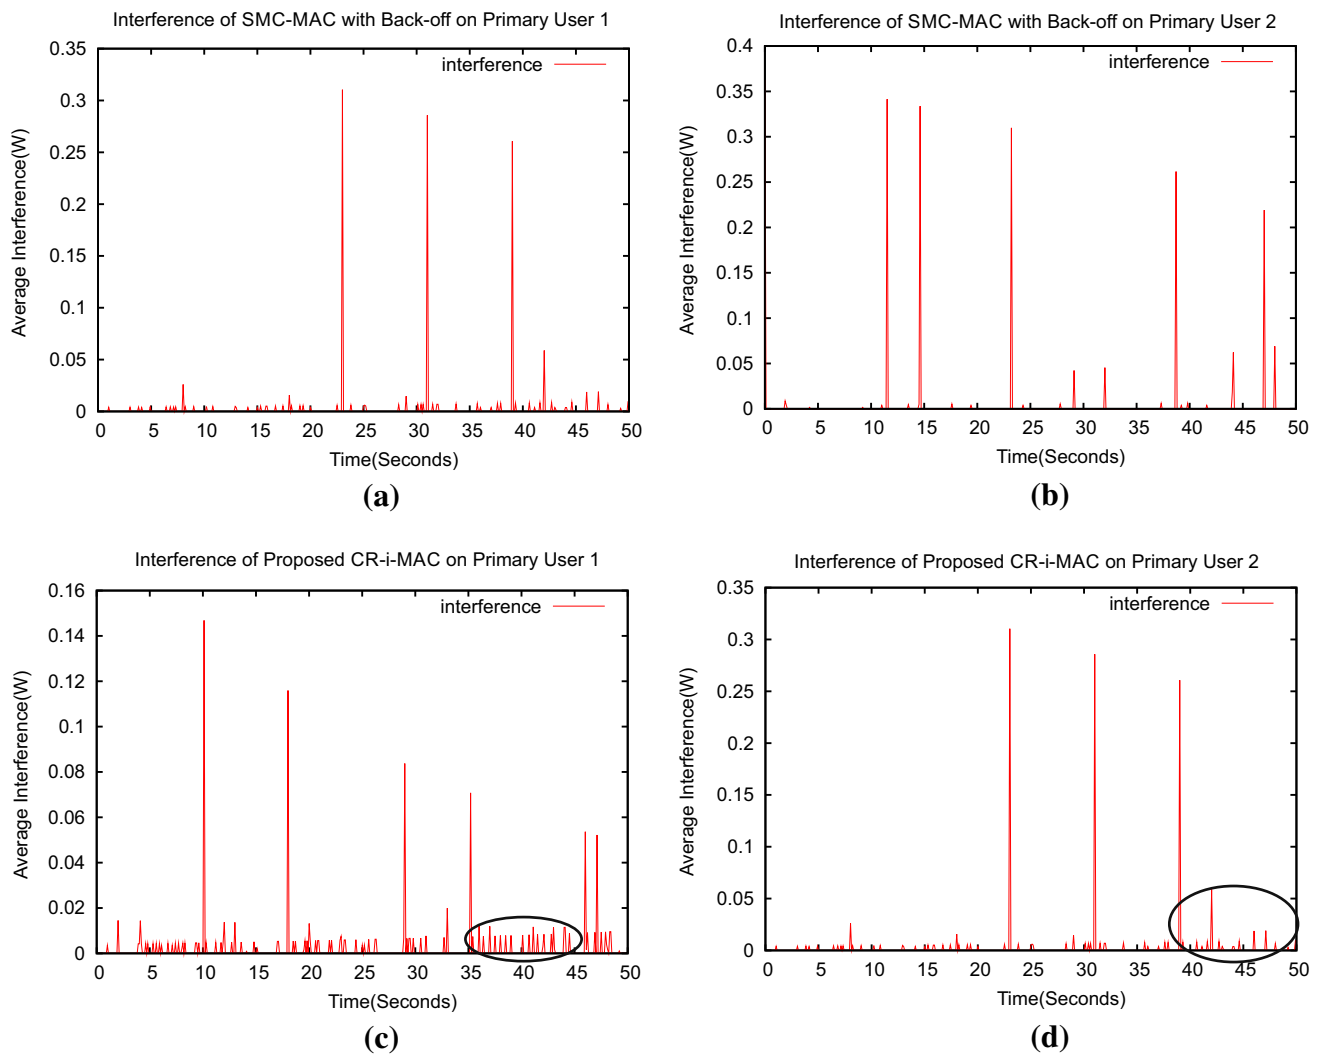 Interference of SMC-MAC with Back-off on Primary User 1
0.35
0.3
0.25
0.2
0.15
0.1
0.05
0
interference
Average Interference(W)
0 5 10 15 20 25 30 35 40 45 50
Time(Seconds)
(a)
Interference of SMC-MAC with Back-off on Primary User 2
0.4
0.35
0.3
0.25
0.2
0.15
0.1
0.05
0
interference
Average Interference(W)
0 5 10 15 20 25 30 35 40 45 50
Time(Seconds)
(b)
Interference of Proposed CR-i-MAC on Primary User 1
0.16
0.14
0.12
0.1
0.08
0.06
0.04
0.02
0
interference
Average Interference(W)
0 5 10 15 20 25 30 35 40 45 50
Time(Seconds)
(c)
Interference of Proposed CR-i-MAC on Primary User 2
0.35
0.3
0.25
0.2
0.15
0.1
0.05
0
interference
Average Interference(W)
0 5 10 15 20 25 30 35 40 45 50
Time(Seconds)
(d)